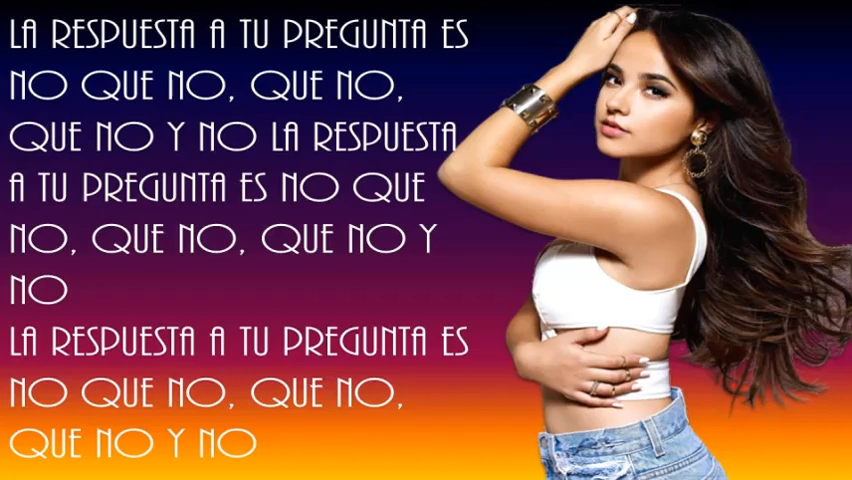 LA RESPUESTA A TU PREGUNTA ES
NO QUE NO, QUE NO,
QUE NO Y NO LA RESPUESTA
A TU PREGUNTA ES NO QUE
NO, QUE NO, QUE NO Y
NO
LA RESPUESTA A TU PREGUNTA ES
NO QUE NO, QUE NO,
QUE NO Y NO